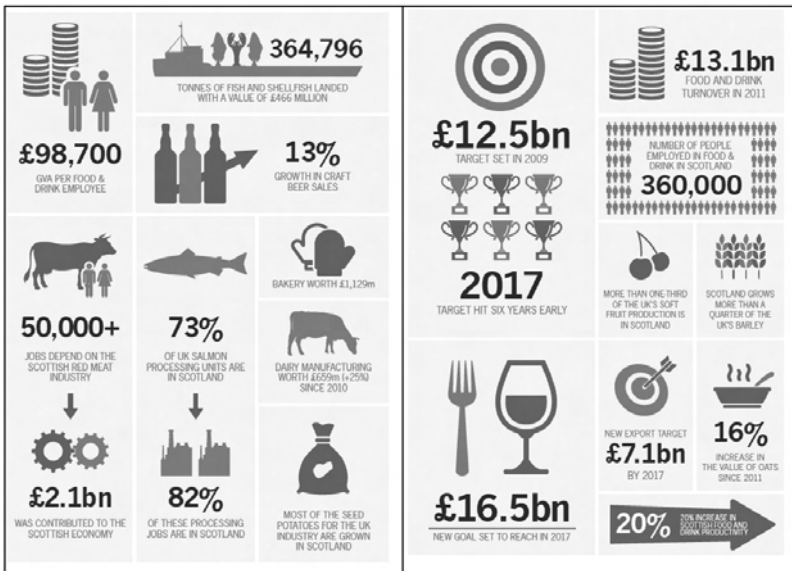 £98,700
GVA PER FOOD &
DRINK EMPLOYEE
364,796
TONNES OF FISH AND SHELLFISH LANDED
WITH A VALUE OF £466 MILLION
13%
GROWTH IN CRAFT
BEER SALES
50,000+
JOBS DEPEND ON THE
SCOTTISH RED MEAT
INDUSTRY
£2.1bn
WAS CONTRIBUTED TO THE
SCOTTISH ECONOMY
73%
OF UK SALMON
PROCESSING UNITS ARE
IN SCOTLAND
82%
OF THESE PROCESSING
JOBS ARE IN SCOTLAND
BAKERY WORTH £1,129m
DAIRY MANUFACTURING
WORTH £659m (+25%)
SINCE 2010
MOST OF THE SEED
POTATOES FOR THE UK
INDUSTRY ARE GROWN
IN SCOTLAND
£12.5bn
TARGET SET IN 2009
2017
TARGET HIT SIX YEARS EARLY
£13.1bn
FOOD AND DRINK
TURNOVER IN 2011
NUMBER OF PEOPLE
EMPLOYED IN FOOD &
DRINK IN SCOTLAND
360,000
MORE THAN ONE-THIRD
OF THE UK'S SOFT
FRUIT PRODUCTION IS
IN SCOTLAND
SCOTLAND GROWS
MORE THAN A
QUARTER OF THE
UK'S BARLEY
£16.5bn
NEW GOAL SET TO REACH IN 2017
NEW EXPORT TARGET
£7.1bn
BY 2017
16%
INCREASE IN
THE VALUE OF OATS
SINCE 2011
20%
20% INCREASE IN
SCOTTISH FOOD AND
DRINK PRODUCTIVITY